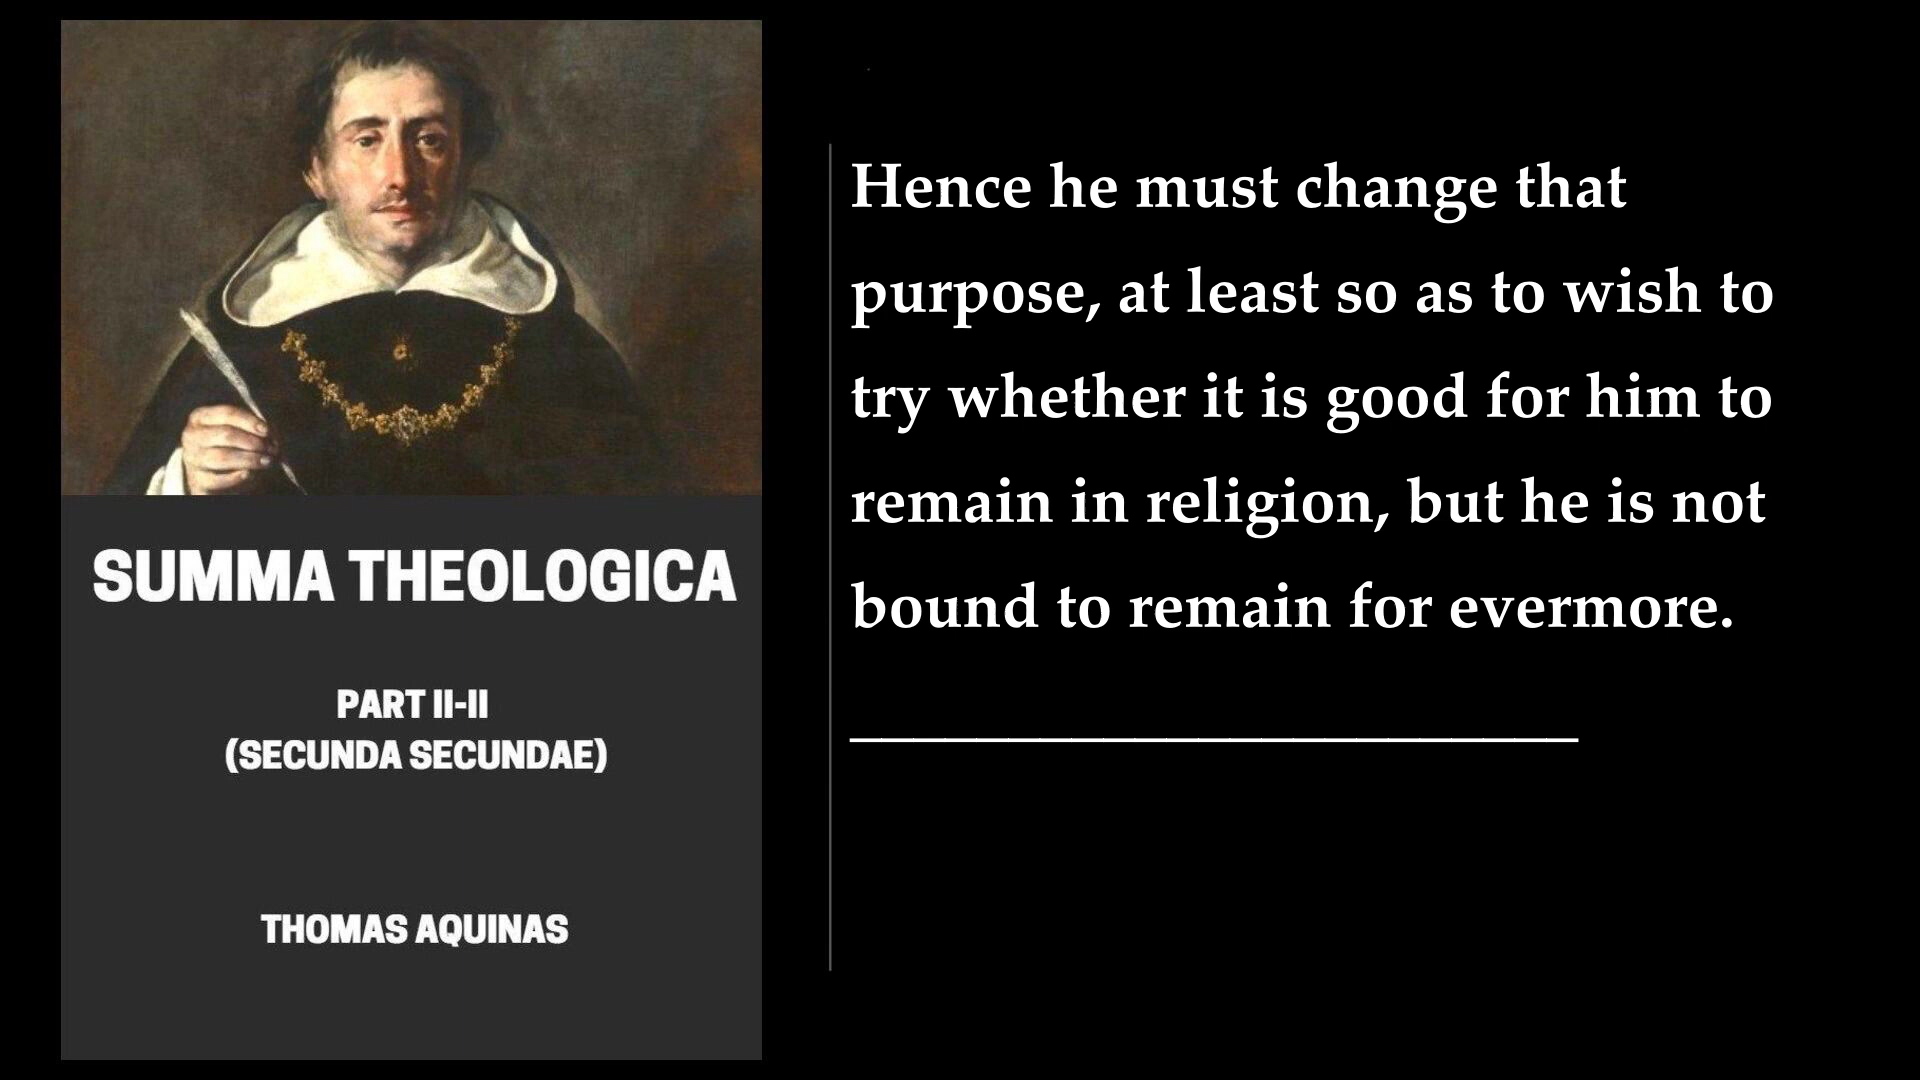 SUMMA THEOLOGICA
PART II-II
(SECUNDA SECUNDAE)
THOMAS AQUINAS
Hence he must change that
purpose, at least so as to wish to
try whether it is good for him to
remain in religion, but he is not
bound to remain for evermore.
_______________________